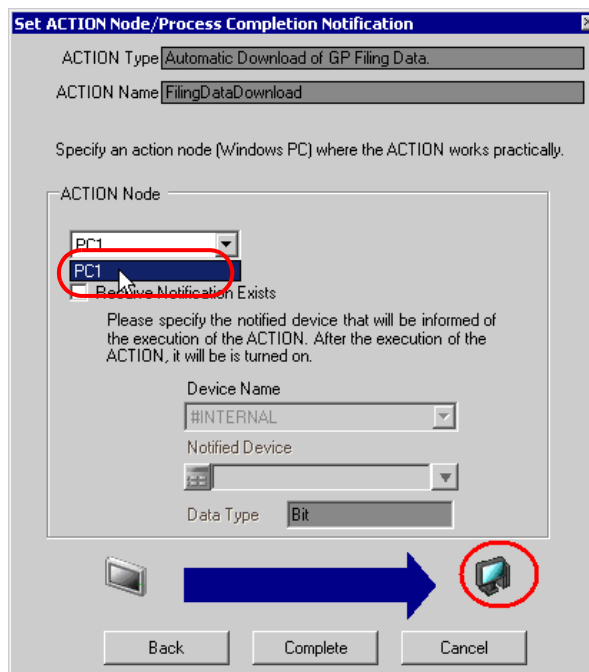 Set ACTION Node/Process Completion Notification
ACTION Type Automatic Download of GP Filing Data.
ACTION Name FilingDataDownload
Specify an action node (Windows PC) where the ACTION works practically.
ACTION Node
PC1
PC1
Receive Notification Exists
Please specify the notified device that will be informed of
the execution of the ACTION. After the execution of the
ACTION, it will be is turned on.
Device Name
#INTERNAL
Notified Device
Data Type Bit
Back Complete Cancel